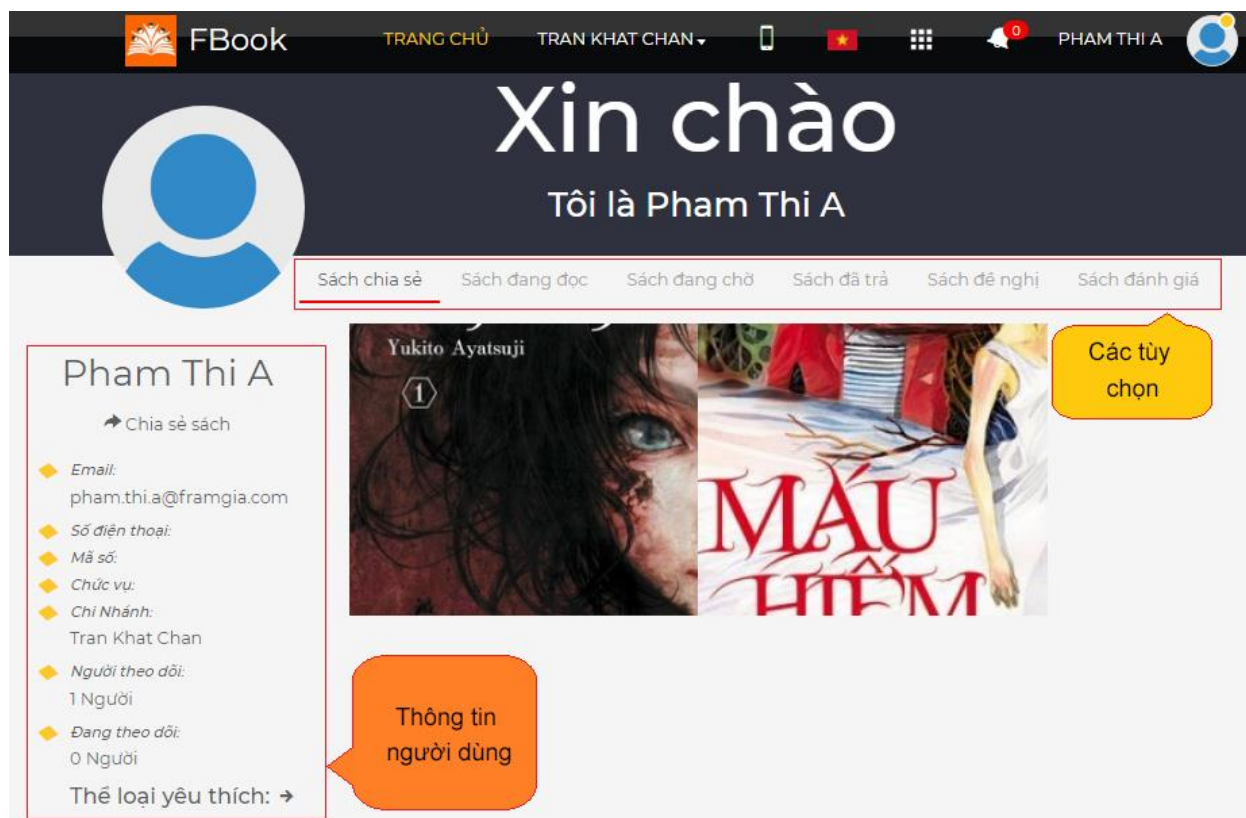 FBook
TRANG CHỦ
TRAN KHAT CHAN
0
PHAM THI A
Xin chào
Tôi là Pham Thi A
Sách chia sẻ
Sách đang đọc
Sách đang chờ
Sách đã trả
Sách đề nghị
Sách đánh giá
Các tùy
chọn
Pham Thi A
Chia sẻ sách
Email:
pham.thi.a@framgia.com
Số điện thoại:
Mã số:
Chức vụ:
Chi Nhánh:
Tran Khat Chan
Người theo dõi:
1 Người
Đang theo dõi:
0 Người
Thể loại yêu thích:
Yukito Ayatsuji
1
MÁU
HIẾM
Thông tin
người dùng